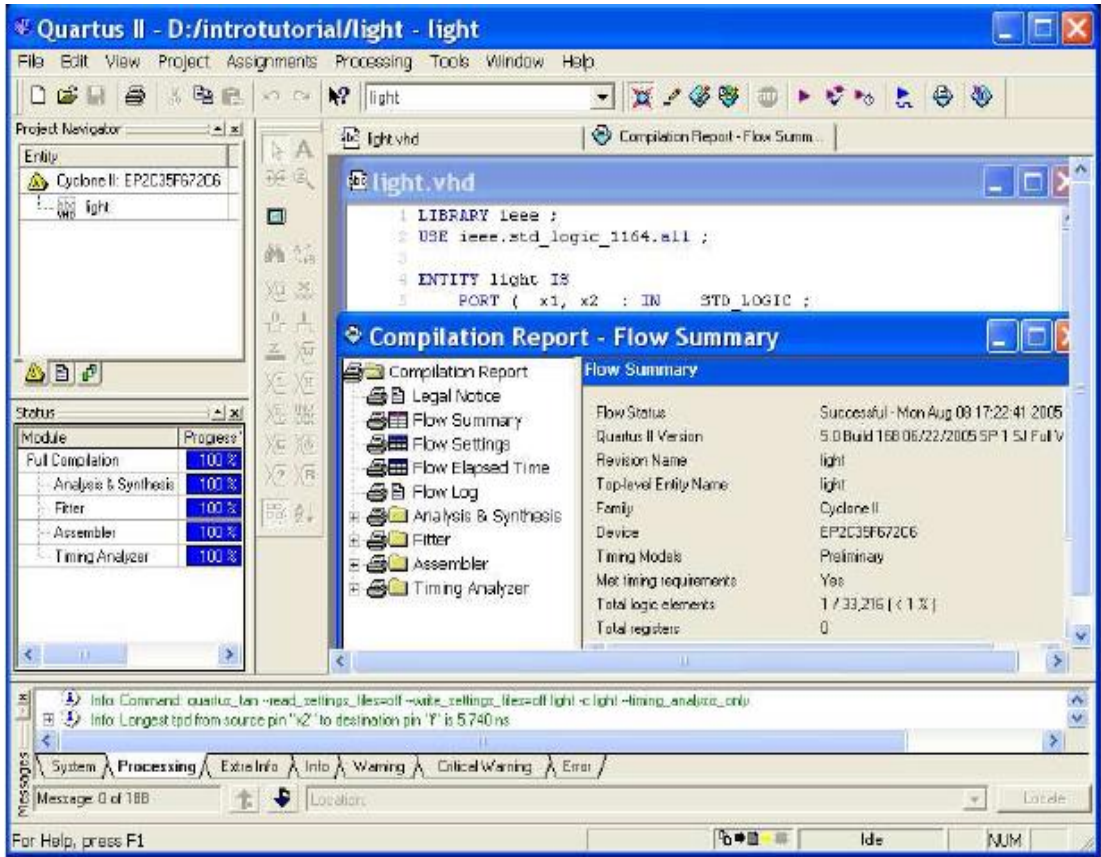 Quartus II - D:/introtutorial/light - light
File Edit View Project Assignments Processing Tools Window Help
light
Project Navigator
Entity
Cyclone II: EP2C35F672C6
light
light.vhd
Compilation Report - Flow Summ...
light.vhd
1 LIBRARY ieee ;
2 USE ieee.std_logic_1164.all ;
3
4 ENTITY light IS
5 PORT ( x1, x2 : IN STD_LOGIC ;
Status
Module Progress
Full Compilation 100 %
Analysis & Synthesis 100 %
Fitter 100 %
Assembler 100 %
Timing Analyzer 100 %
Compilation Report - Flow Summary
Compilation Report
Legal Notice
Flow Summary
Flow Settings
Flow Elapsed Time
Flow Log
Analysis & Synthesis
Fitter
Assembler
Timing Analyzer
Flow Summary
Flow Status Successful - Mon Aug 08 17:22:41 2005
Quartus II Version 5.0 Build 168 06/22/2005 SP 1 SJ Full V
Revision Name light
Top-level Entity Name light
Family Cyclone II
Device EP2C35F672C6
Timing Models Preliminary
Met timing requirements Yes
Total logic elements 1 / 33,216 ( < 1 % )
Total registers 0
Info: Command: quartus_tan --read_settings_files=off --write_settings_files=off light -c light --timing_analysis_only
Info: Longest tpd from source pin "x2" to destination pin "f" is 5.740 ns
Messages
System Processing Extra Info Info Warning Critical Warning Error
Message: 0 of 188
Location:
Locate
For Help, press F1
Idle
NUM